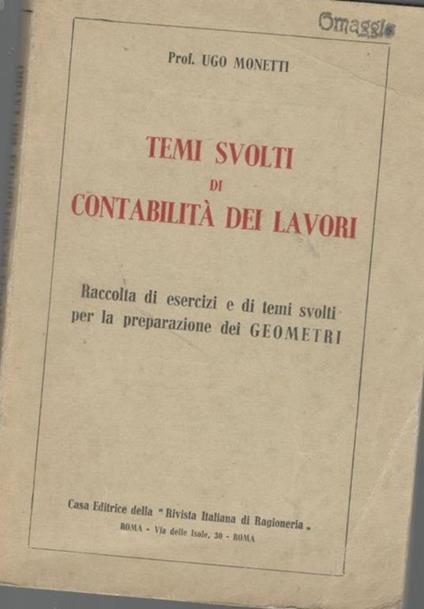 Omaggio
Prof. UGO MONETTI
TEMI SVOLTI
DI
CONTABILITÀ DEI LAVORI
Raccolta di esercizi e di temi svolti
per la preparazione dei GEOMETRI
Casa Editrice della "Rivista Italiana di Ragioneria„
ROMA - Via delle Isole, 30 - ROMA